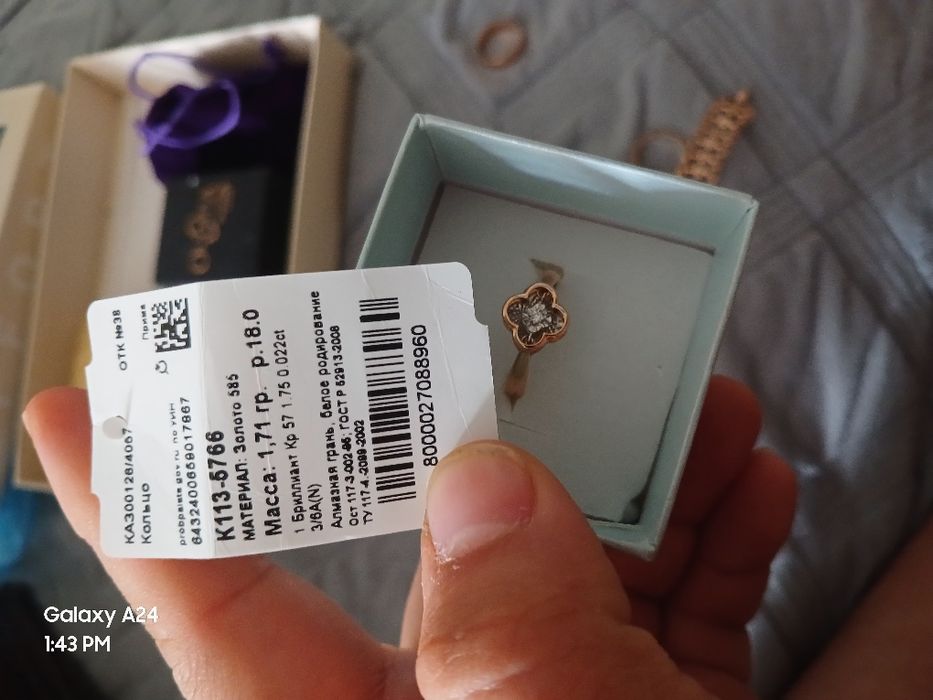 КА300126/4067 ОТК №38
Кольцо
probpalata.gov.ru по УИН
6432400659017867
К113-5766
МАТЕРИАЛ: Золото 585
Масса: 1,71 гр. р.18.0
1 Бриллиант Кр 57 1.75 0.022ct
3/6А(N)
Алмазная грань, белое родирование
Ост 117-3-002-95; ГОСТ Р 52913-2008
ТУ 117-4-2099-2002
8000027088960
Galaxy A24
1:43 PM